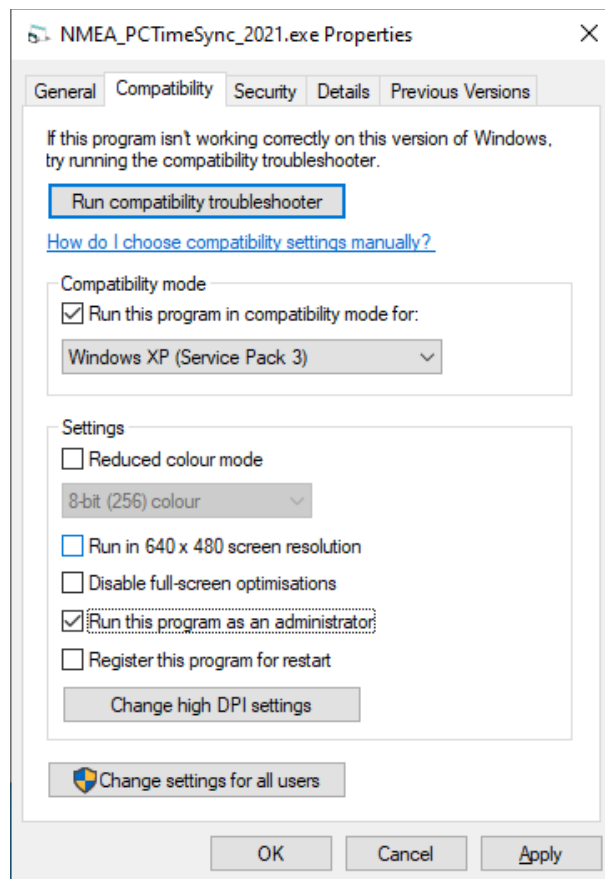 NMEA_PCTimeSync_2021.exe Properties
General Compatibility Security Details Previous Versions
If this program isn't working correctly on this version of Windows,
try running the compatibility troubleshooter.
Run compatibility troubleshooter
How do I choose compatibility settings manually?
Compatibility mode
Run this program in compatibility mode for:
Windows XP (Service Pack 3)
Settings
Reduced colour mode
8-bit (256) colour
Run in 640 x 480 screen resolution
Disable full-screen optimisations
Run this program as an administrator
Register this program for restart
Change high DPI settings
Change settings for all users
OK Cancel Apply